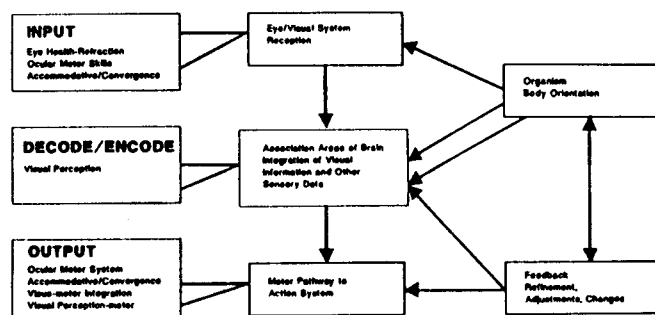 INPUT
Eye Health-Refraction
Ocular Motor Skills
Accommodative/Convergence
Eye/Visual System
Reception
Organism
Body Orientation
DECODE/ENCODE
Visual Perception
Association Areas of Brain
Integration of Visual
Information and Other
Sensory Data
OUTPUT
Ocular Motor System
Accommodative/Convergence
Visuo-motor Integration
Visual Perception-motor
Motor Pathway to
Action System
Feedback
Refinement,
Adjustments, Changes